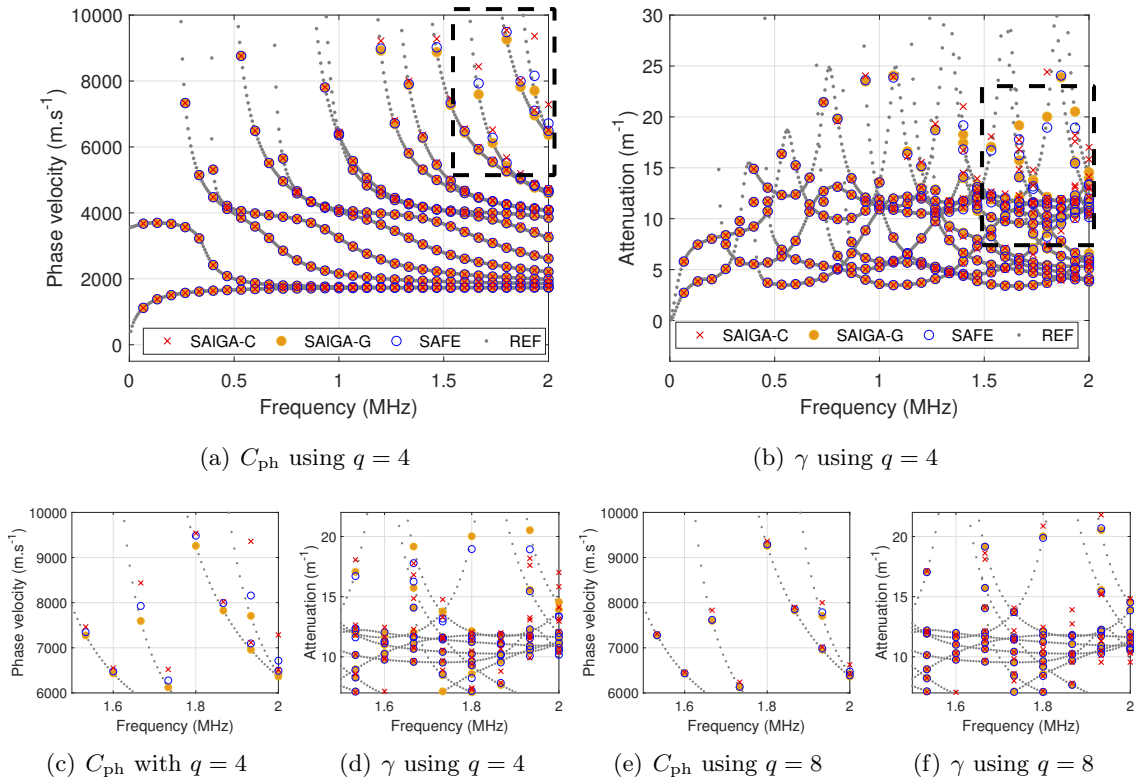 10000
8000
6000
4000
2000
0
Phase velocity (m.s⁻¹)
SAIGA-C SAIGA-G SAFE REF
0 0.5 1 1.5 2
Frequency (MHz)
(a) C_ph using q = 4
30
25
20
15
10
5
0
Attenuation (m⁻¹)
SAIGA-C SAIGA-G SAFE REF
0 0.5 1 1.5 2
Frequency (MHz)
(b) γ using q = 4
10000
9000
8000
7000
6000
Phase velocity (m.s⁻¹)
1.6 1.8 2
Frequency (MHz)
(c) C_ph with q = 4
20
15
10
Attenuation (m⁻¹)
1.6 1.8 2
Frequency (MHz)
(d) γ using q = 4
10000
9000
8000
7000
6000
Phase velocity (m.s⁻¹)
1.6 1.8 2
Frequency (MHz)
(e) C_ph using q = 8
20
15
10
Attenuation (m⁻¹)
1.6 1.8 2
Frequency (MHz)
(f) γ using q = 8